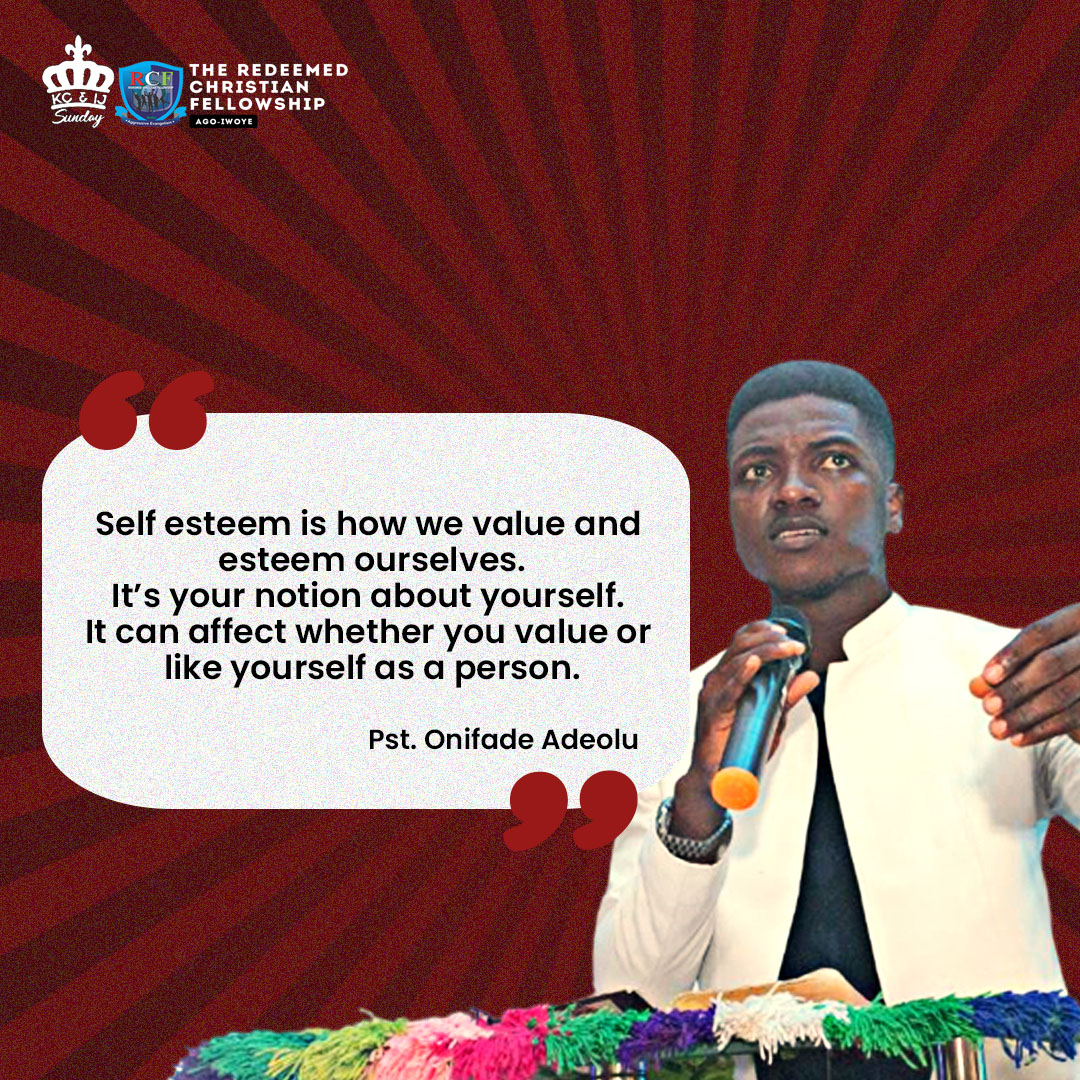 KC & IJ
Sunday
RCF
THE REDEEMED
CHRISTIAN
FELLOWSHIP
AGO-IWOYE
Self esteem is how we value and
esteem ourselves.
It’s your notion about yourself.
It can affect whether you value or
like yourself as a person.
Pst. Onifade Adeolu